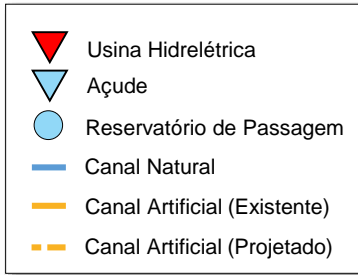 Usina Hidrelétrica
Açude
Reservatório de Passagem
Canal Natural
Canal Artificial (Existente)
Canal Artificial (Projetado)